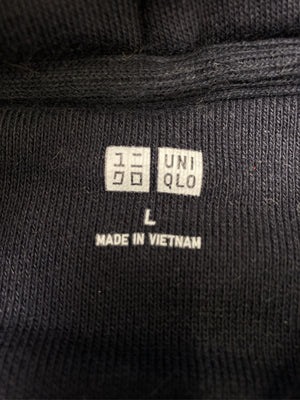 ユニ UNI
クロ QLO
L
MADE IN VIETNAM